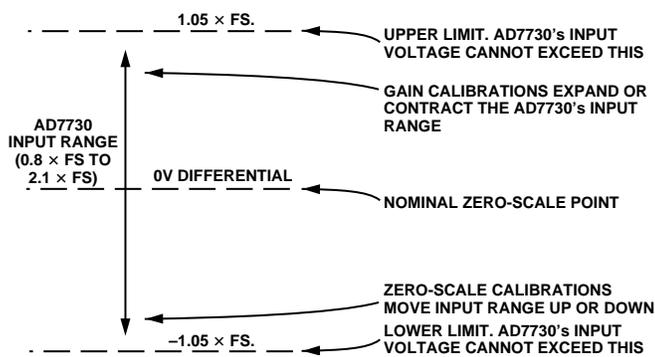 1.05 × FS.
UPPER LIMIT. AD7730's INPUT
VOLTAGE CANNOT EXCEED THIS
GAIN CALIBRATIONS EXPAND OR
CONTRACT THE AD7730's INPUT
RANGE
AD7730
INPUT RANGE
(0.8 × FS TO
2.1 × FS)
0V DIFFERENTIAL
NOMINAL ZERO-SCALE POINT
ZERO-SCALE CALIBRATIONS
MOVE INPUT RANGE UP OR DOWN
–1.05 × FS.
LOWER LIMIT. AD7730's INPUT
VOLTAGE CANNOT EXCEED THIS